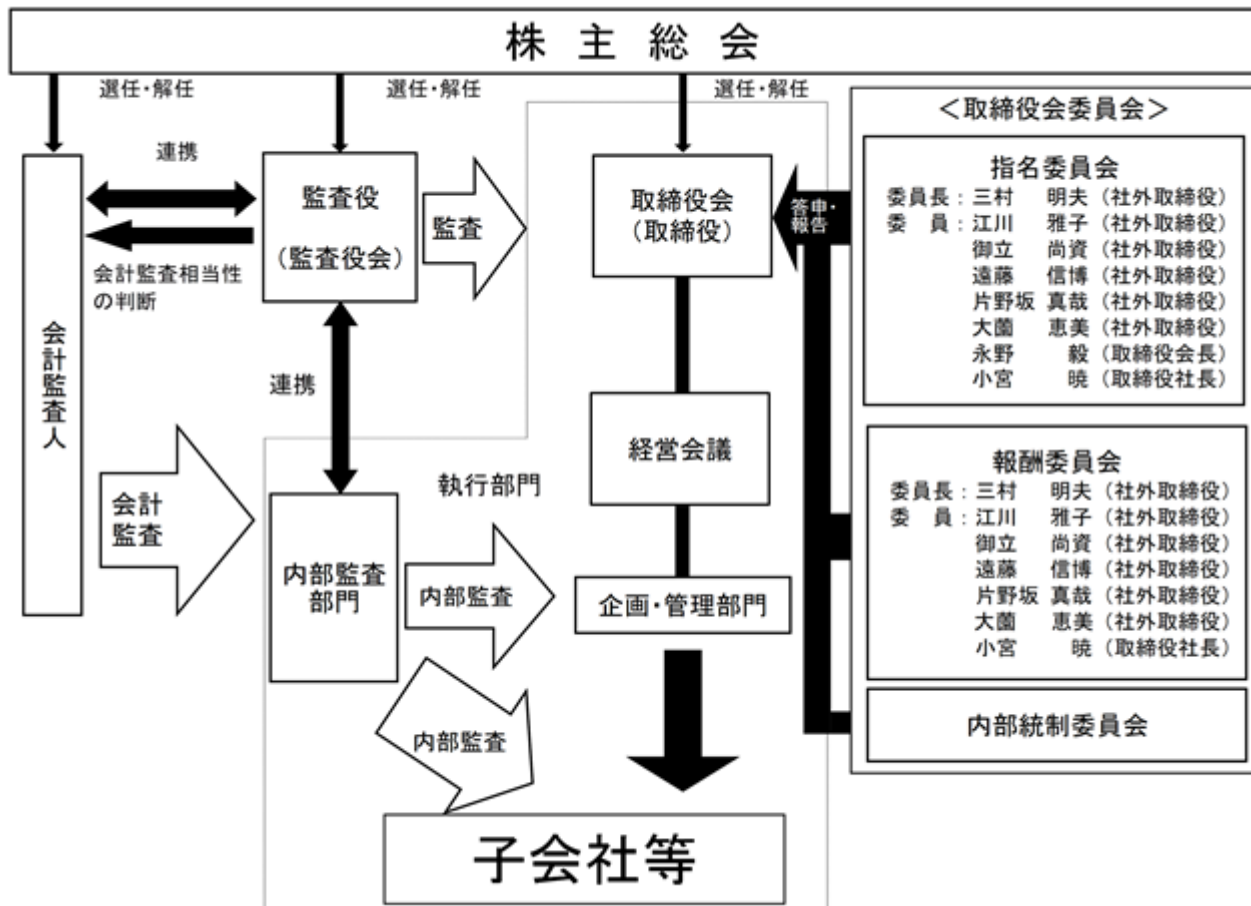 株主総会
選任・解任
選任・解任
選任・解任
連携
会計監査相当性
の判断
会計監査人
監査役
（監査役会）
監査
取締役会
（取締役）
答申・
報告
＜取締役会委員会＞
指名委員会
委員長：三村 明夫（社外取締役）
委 員：江川 雅子（社外取締役）
御立 尚資（社外取締役）
遠藤 信博（社外取締役）
片野坂 真哉（社外取締役）
大薗 恵美（社外取締役）
永野 毅（取締役会長）
小宮 暁（取締役社長）
連携
執行部門
経営会議
会計
監査
内部監査
部門
内部監査
企画・管理部門
報酬委員会
委員長：三村 明夫（社外取締役）
委 員：江川 雅子（社外取締役）
御立 尚資（社外取締役）
遠藤 信博（社外取締役）
片野坂 真哉（社外取締役）
大薗 恵美（社外取締役）
小宮 暁（取締役社長）
内部統制委員会
内部監査
子会社等